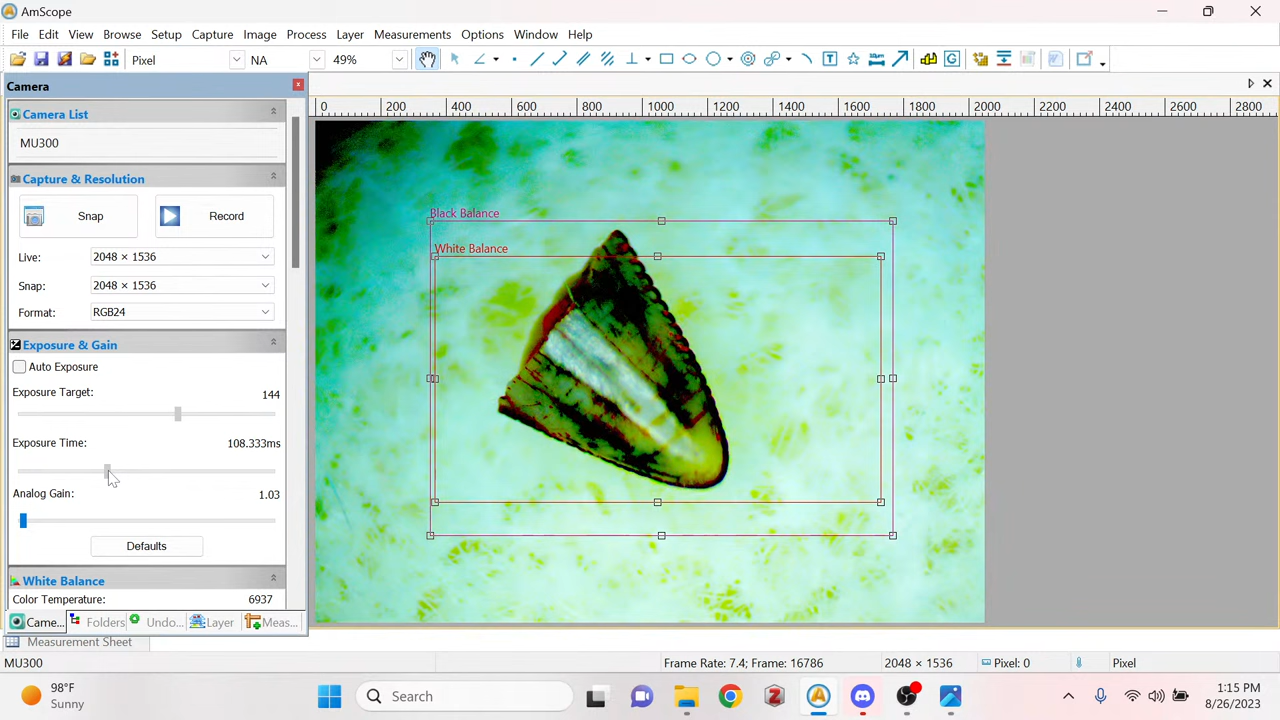 AmScope
File Edit View Browse Setup Capture Image Process Layer Measurements Options Window Help
Pixel NA 49%
Camera
0 200 400 600 800 1000 1200 1400 1600 1800 2000 2200 2400 2600 2800
Camera List
MU300
Capture & Resolution
Snap Record
Black Balance
White Balance
Live: 2048 × 1536
Snap: 2048 × 1536
Format: RGB24
Exposure & Gain
Auto Exposure
Exposure Target: 144
Exposure Time: 108.333ms
Analog Gain: 1.03
Defaults
White Balance
Color Temperature: 6937
Came... Folders Undo... Layer Meas...
Measurement Sheet
MU300 Frame Rate: 7.4; Frame: 16786 2048 × 1536 Pixel: 0 Pixel
98°F
Sunny
Search
1:15 PM
8/26/2023